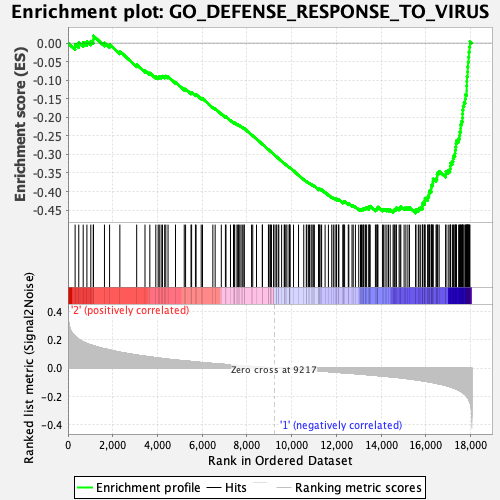 Enrichment plot: GO_DEFENSE_RESPONSE_TO_VIRUS
Enrichment score (ES)
0.00
-0.05
-0.10
-0.15
-0.20
-0.25
-0.30
-0.35
-0.40
-0.45
'2' (positively correlated)
Ranked list metric (Signal2Noise)
0.4
0.2
0.0
-0.2
-0.4
Zero cross at 9217
'1' (negatively correlated)
0
2,000
4,000
6,000
8,000
10,000
12,000
14,000
16,000
18,000
Rank in Ordered Dataset
Enrichment profile
Hits
Ranking metric scores